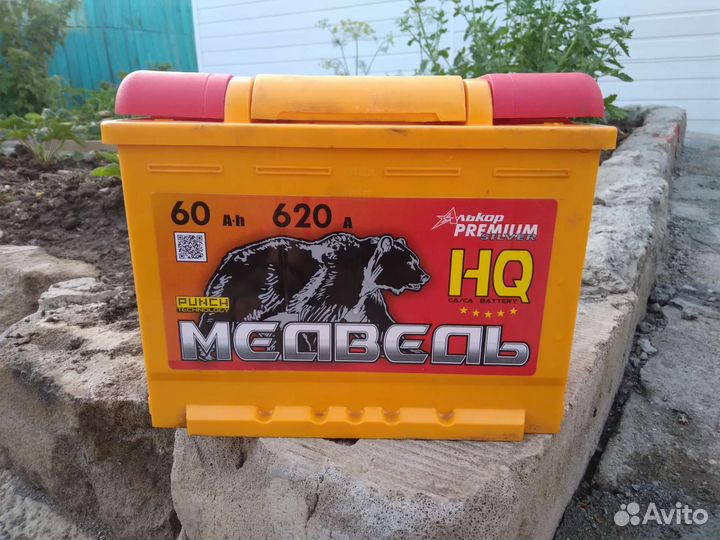 60 A·h 620 A
Алькор
PREMIUM
SILVER
HQ
CA/CA BATTERY
PUNCH
TECHNOLOGY
МЕДВЕДЬ
Avito